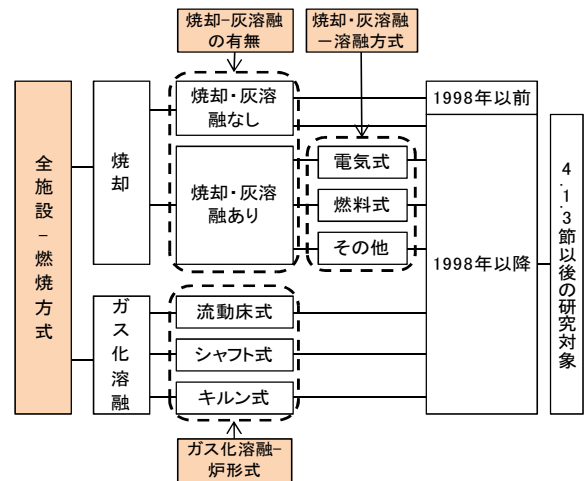 焼却-灰溶融
の有無
焼却・灰溶融
－溶融方式
全施設-燃焼方式
焼却
焼却・灰溶
融なし
焼却・灰溶
融あり
電気式
燃料式
その他
1998年以前
1998年以降
4.1.3節以後の研究対象
ガス化溶融
流動床式
シャフト式
キルン式
ガス化溶融-
炉形式